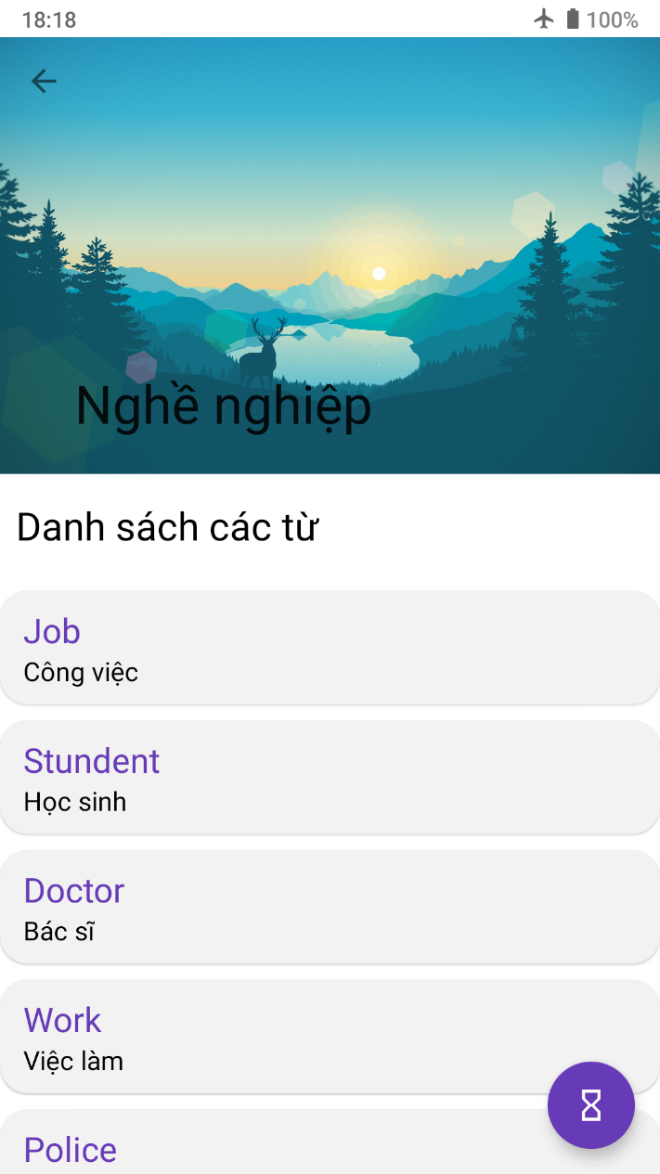 18:18
100%
Nghề nghiệp
Danh sách các từ
Job
Công việc
Stundent
Học sinh
Doctor
Bác sĩ
Work
Việc làm
Police